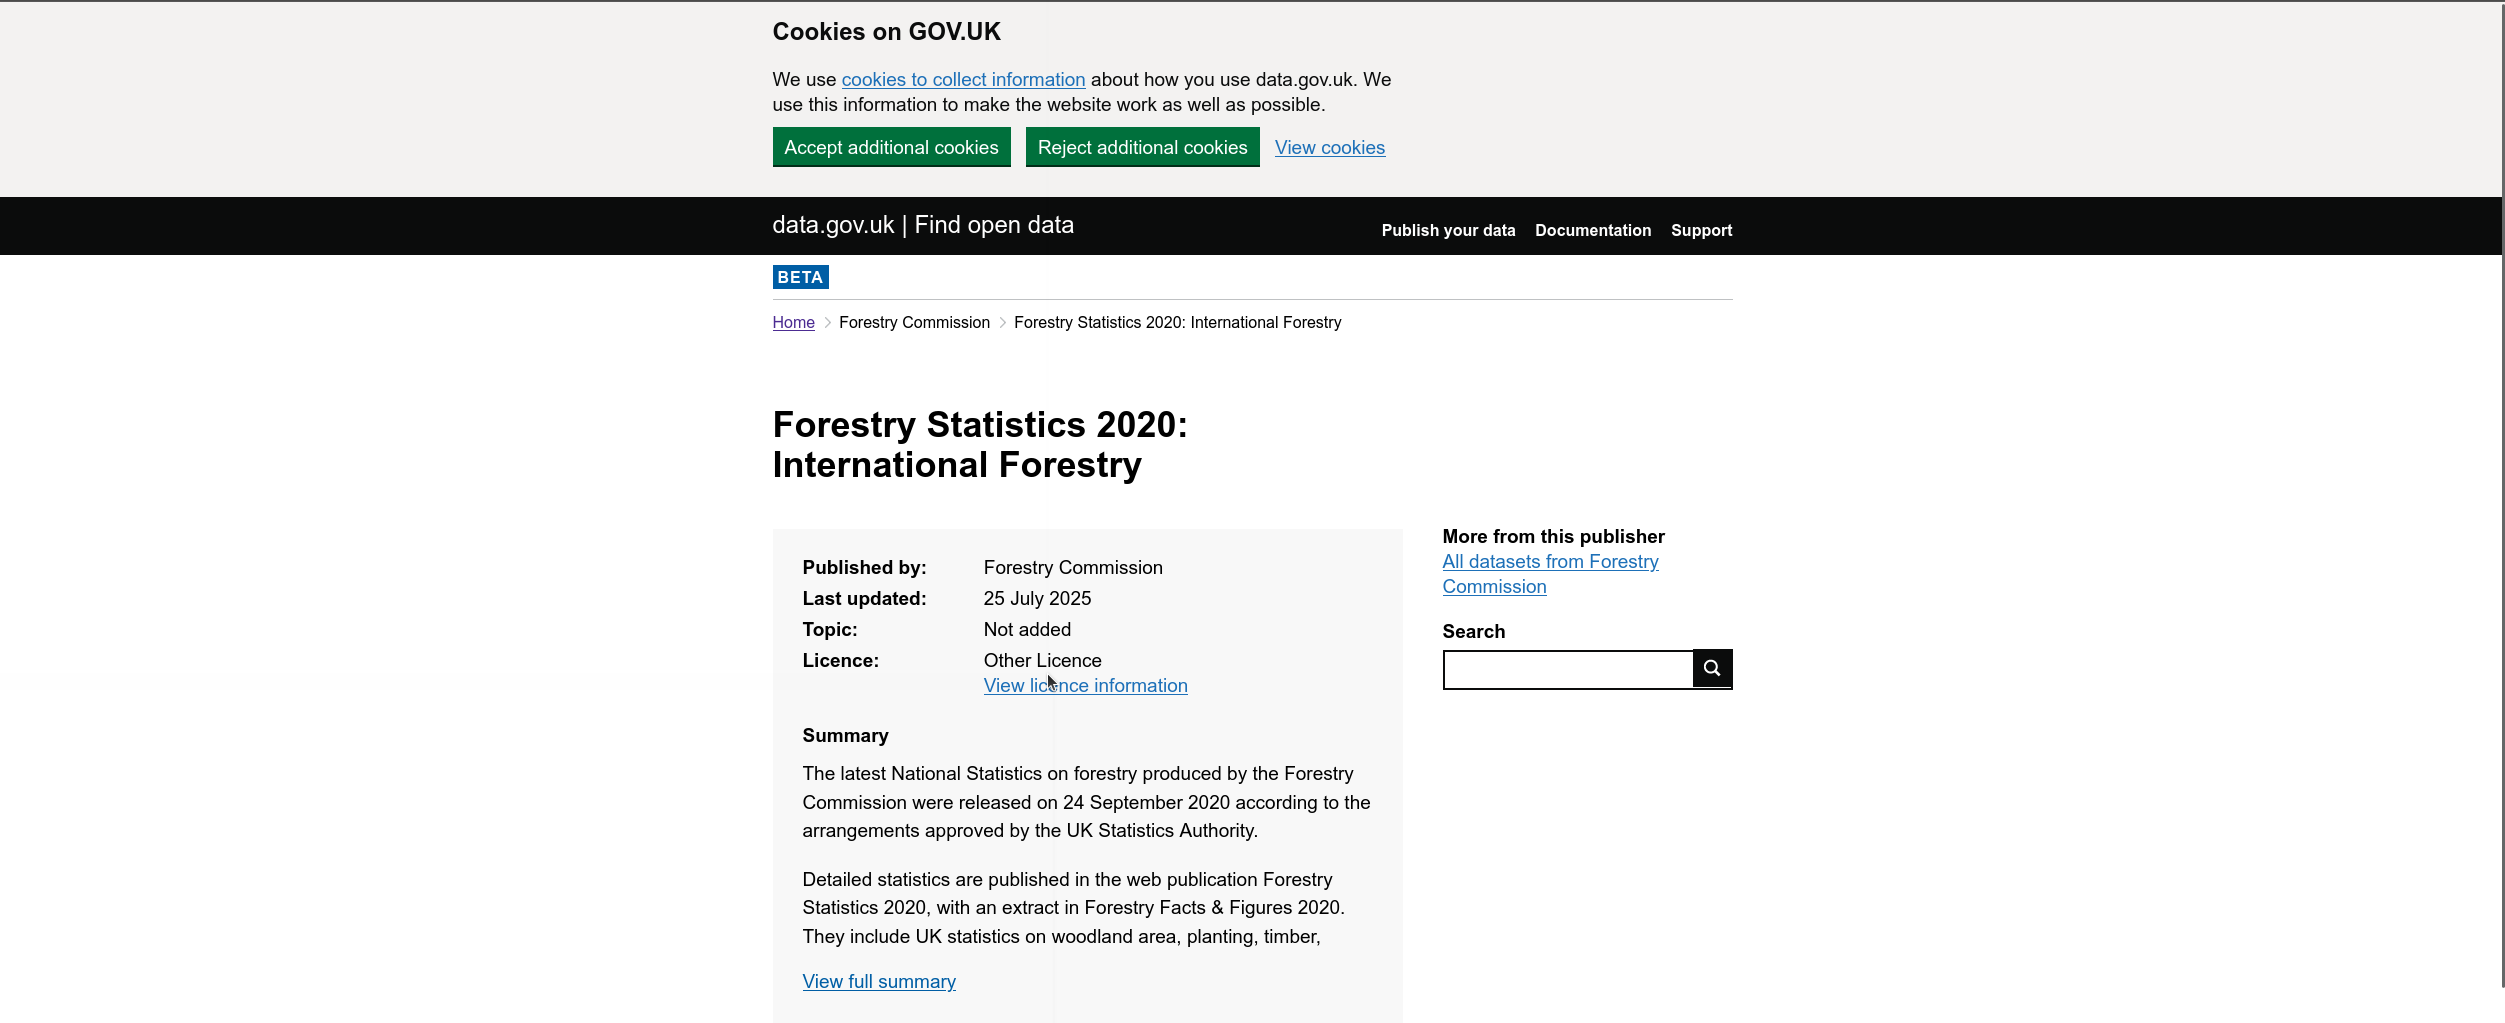 Cookies on GOV.UK
We use cookies to collect information about how you use data.gov.uk. We
use this information to make the website work as well as possible.
Accept additional cookies Reject additional cookies View cookies
data.gov.uk | Find open data Publish your data Documentation Support
BETA
Home Forestry Commission Forestry Statistics 2020: International Forestry
Forestry Statistics 2020:
International Forestry
Published by: Forestry Commission
Last updated: 25 July 2025
Topic: Not added
Licence: Other Licence
View licence information
Summary
The latest National Statistics on forestry produced by the Forestry
Commission were released on 24 September 2020 according to the
arrangements approved by the UK Statistics Authority.
Detailed statistics are published in the web publication Forestry
Statistics 2020, with an extract in Forestry Facts & Figures 2020.
They include UK statistics on woodland area, planting, timber,
View full summary
More from this publisher
All datasets from Forestry
Commission
Search